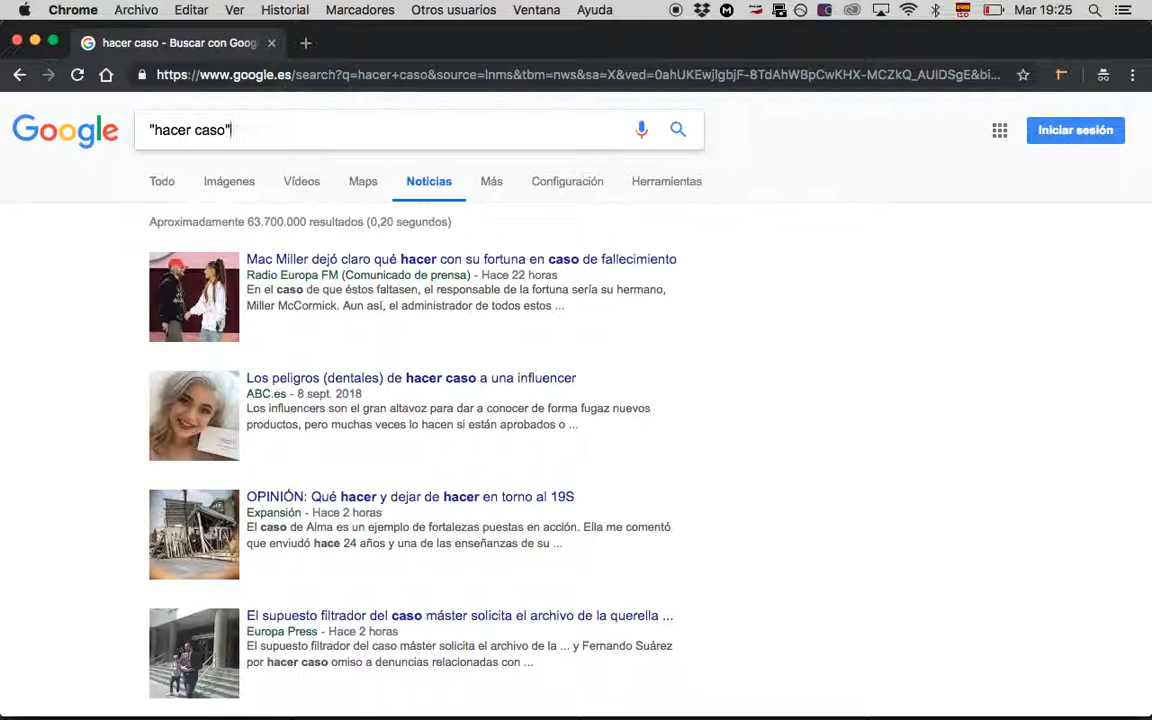 Chrome Archivo Editar Ver Historial Marcadores Otros usuarios Ventana Ayuda Mar 19:25
hacer caso - Buscar con Goog
https://www.google.es/search?q=hacer+caso&source=lnms&tbm=nws&sa=X&ved=0ahUKEwjlgbjF-8TdAhWBpCwKHX-MCZkQ_AUIDSgE&bi...
Google
"hacer caso"
Iniciar sesión
Todo Imágenes Vídeos Maps Noticias Más Configuración Herramientas
Aproximadamente 63.700.000 resultados (0,20 segundos)
Mac Miller dejó claro qué hacer con su fortuna en caso de fallecimiento
Radio Europa FM (Comunicado de prensa) - Hace 22 horas
En el caso de que éstos faltasen, el responsable de la fortuna sería su hermano,
Miller McCormick. Aun así, el administrador de todos estos ...
Los peligros (dentales) de hacer caso a una influencer
ABC.es - 8 sept. 2018
Los influencers son el gran altavoz para dar a conocer de forma fugaz nuevos
productos, pero muchas veces lo hacen si están aprobados o ...
OPINIÓN: Qué hacer y dejar de hacer en torno al 19S
Expansión - Hace 2 horas
El caso de Alma es un ejemplo de fortalezas puestas en acción. Ella me comentó
que enviudó hace 24 años y una de las enseñanzas de su ...
El supuesto filtrador del caso máster solicita el archivo de la querella ...
Europa Press - Hace 2 horas
El supuesto filtrador del caso máster solicita el archivo de la ... y Fernando Suárez
por hacer caso omiso a denuncias relacionadas con ...